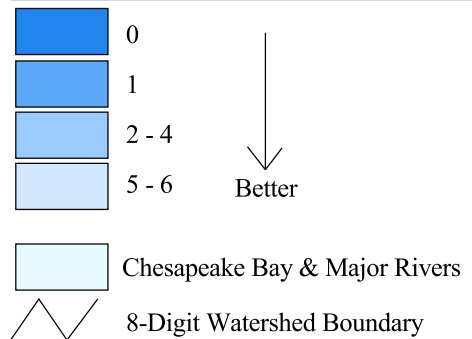 0
1
2 - 4
5 - 6
Better
Chesapeake Bay & Major Rivers
8-Digit Watershed Boundary